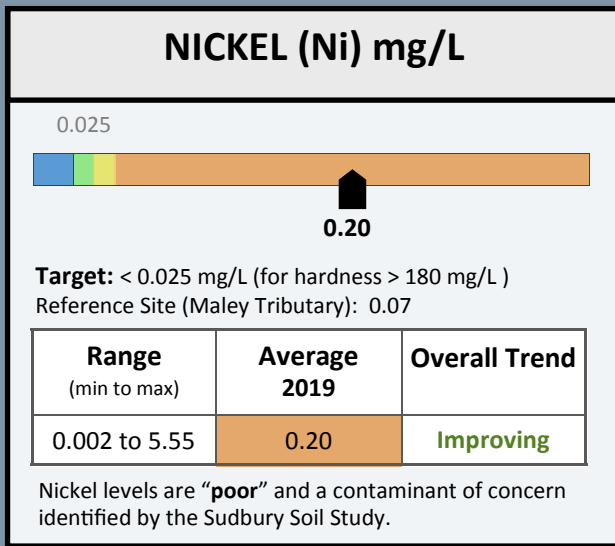 NICKEL (Ni) mg/L
0.025
0.20
Target: < 0.025 mg/L (for hardness > 180 mg/L )
Reference Site (Maley Tributary): 0.07
Range Average Overall Trend
(min to max) 2019
0.002 to 5.55 0.20 Improving
Nickel levels are “poor” and a contaminant of concern
identified by the Sudbury Soil Study.